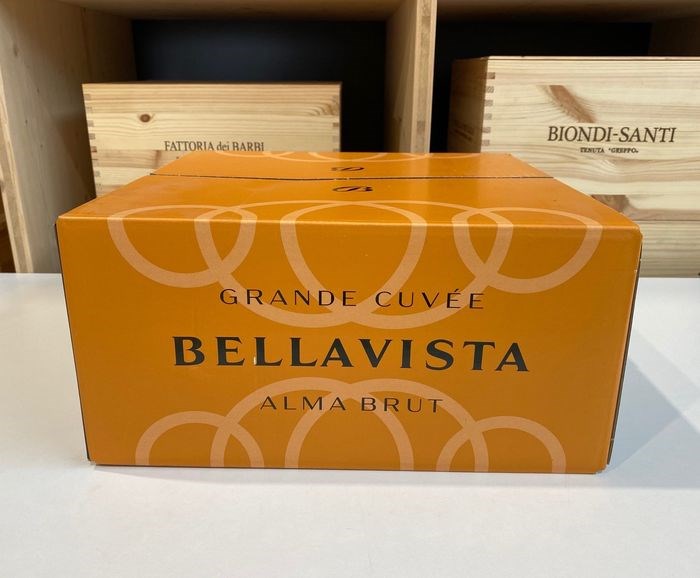 FATTORIA dei BARBI
BIONDI-SANTI
TENUTA "GREPPO"
B
GRANDE CUVÉE
BELLAVISTA
ALMA BRUT